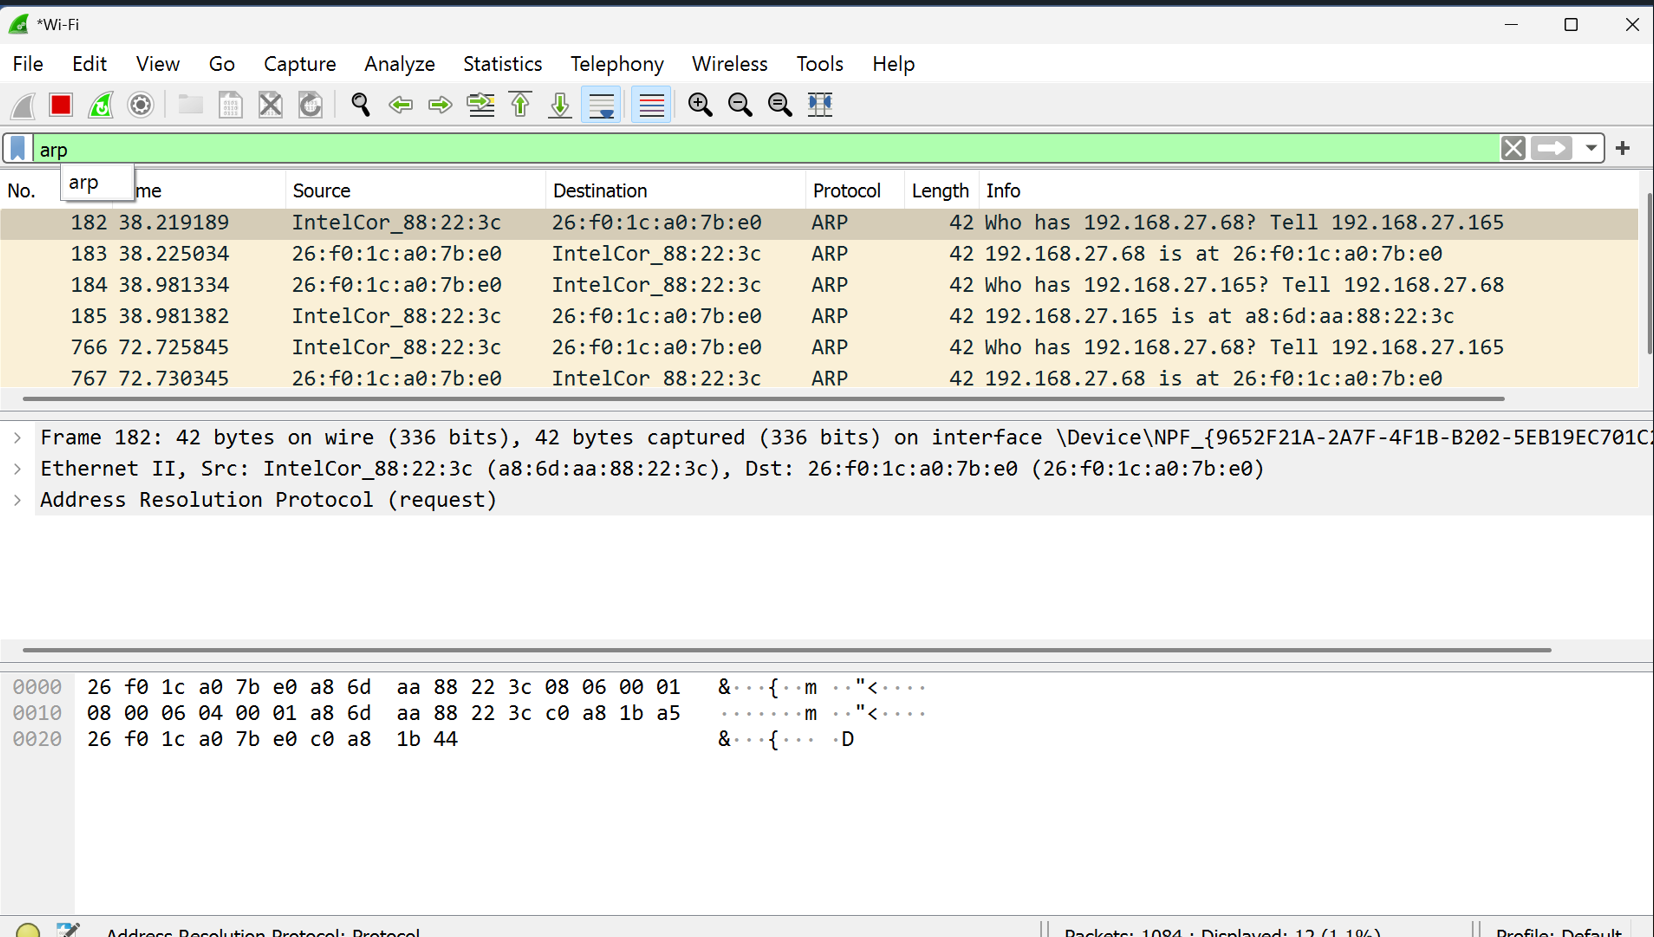 *Wi-Fi
File Edit View Go Capture Analyze Statistics Telephony Wireless Tools Help
arp
arp
No. me Source Destination Protocol Length Info
182 38.219189 IntelCor_88:22:3c 26:f0:1c:a0:7b:e0 ARP 42 Who has 192.168.27.68? Tell 192.168.27.165
183 38.225034 26:f0:1c:a0:7b:e0 IntelCor_88:22:3c ARP 42 192.168.27.68 is at 26:f0:1c:a0:7b:e0
184 38.981334 26:f0:1c:a0:7b:e0 IntelCor_88:22:3c ARP 42 Who has 192.168.27.165? Tell 192.168.27.68
185 38.981382 IntelCor_88:22:3c 26:f0:1c:a0:7b:e0 ARP 42 192.168.27.165 is at a8:6d:aa:88:22:3c
766 72.725845 IntelCor_88:22:3c 26:f0:1c:a0:7b:e0 ARP 42 Who has 192.168.27.68? Tell 192.168.27.165
767 72.730345 26:f0:1c:a0:7b:e0 IntelCor 88:22:3c ARP 42 192.168.27.68 is at 26:f0:1c:a0:7b:e0
Frame 182: 42 bytes on wire (336 bits), 42 bytes captured (336 bits) on interface \Device\NPF_{9652F21A-2A7F-4F1B-B202-5EB19EC701C2
Ethernet II, Src: IntelCor_88:22:3c (a8:6d:aa:88:22:3c), Dst: 26:f0:1c:a0:7b:e0 (26:f0:1c:a0:7b:e0)
Address Resolution Protocol (request)
0000 26 f0 1c a0 7b e0 a8 6d aa 88 22 3c 08 06 00 01 &···{··m ··"<····
0010 08 00 06 04 00 01 a8 6d aa 88 22 3c c0 a8 1b a5 ·······m ··"<····
0020 26 f0 1c a0 7b e0 c0 a8 1b 44 &···{··· ·D
Address Resolution Protocol: Protocol Packets: 1084 · Displayed: 12 (1.1%) Profile: Default